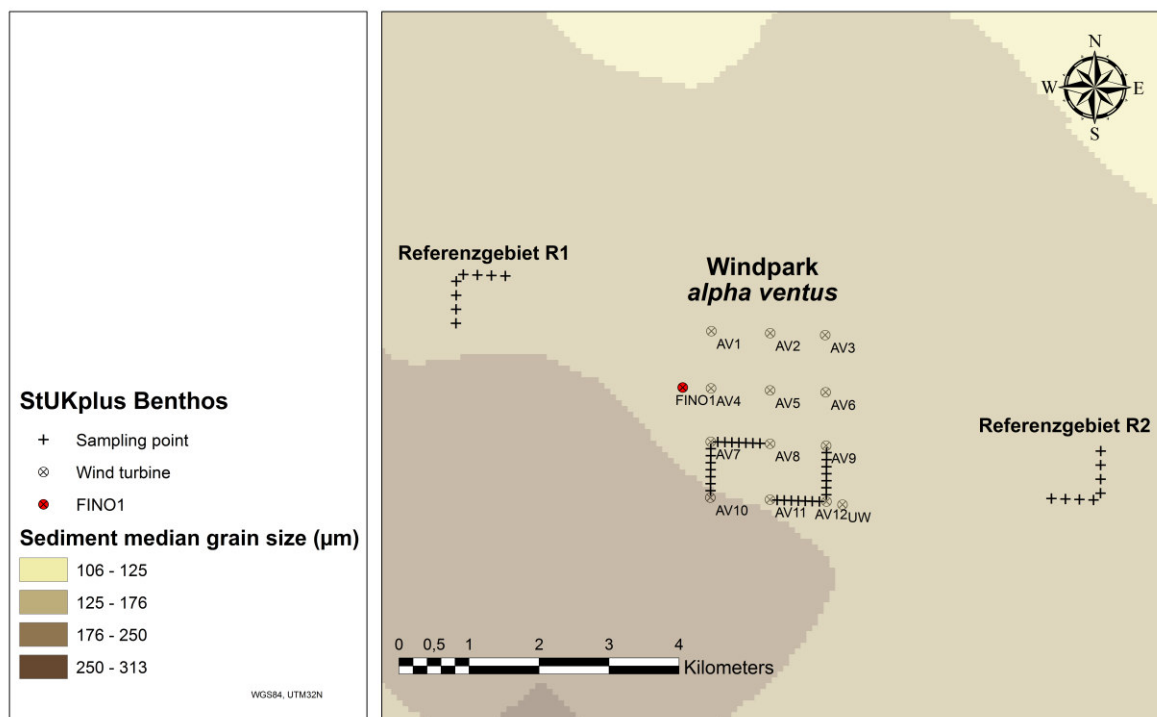 StUKplus Benthos
Sampling point
Wind turbine
FINO1
Sediment median grain size (µm)
106 - 125
125 - 176
176 - 250
250 - 313
WGS84, UTM32N
N
W E
S
Referenzgebiet R1
Windpark
alpha ventus
AV1 AV2 AV3
FINO1 AV4 AV5 AV6
Referenzgebiet R2
AV7 AV8 AV9
AV10 AV11 AV12 UW
0 0,5 1 2 3 4
Kilometers